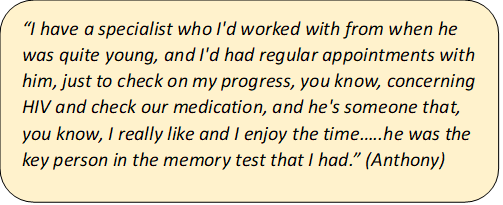 “I have a specialist who I'd worked with from when he
was quite young, and I'd had regular appointments with
him, just to check on my progress, you know, concerning
HIV and check our medication, and he's someone that,
you know, I really like and I enjoy the time…..he was the
key person in the memory test that I had.” (Anthony)